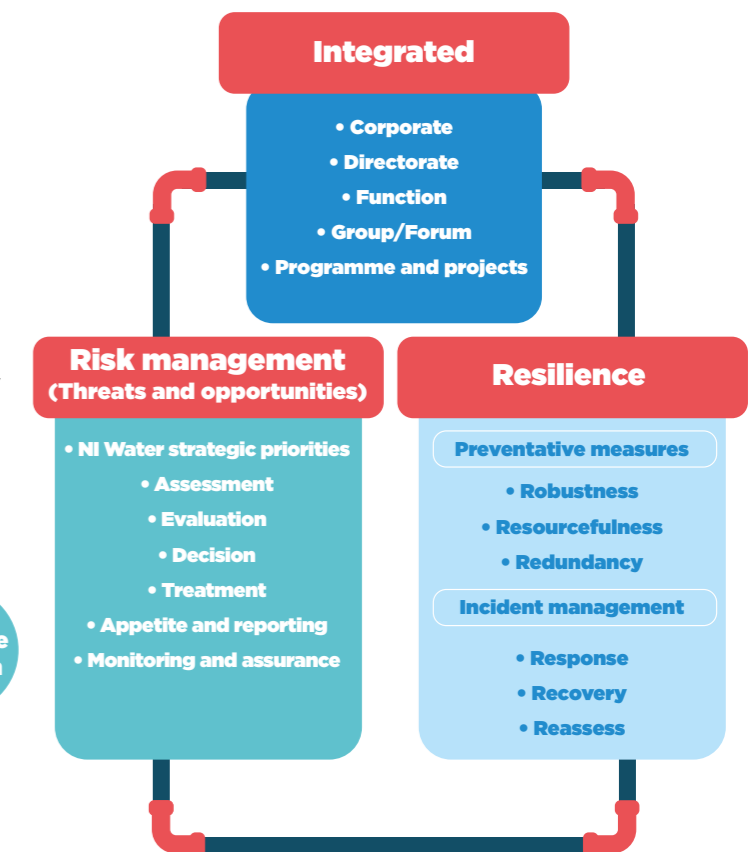 Integrated
• Corporate
• Directorate
• Function
• Group/Forum
• Programme and projects
Risk management
(Threats and opportunities)
• NI Water strategic priorities
• Assessment
• Evaluation
• Decision
• Treatment
• Appetite and reporting
• Monitoring and assurance
Resilience
Preventative measures
• Robustness
• Resourcefulness
• Redundancy
Incident management
• Response
• Recovery
• Reassess